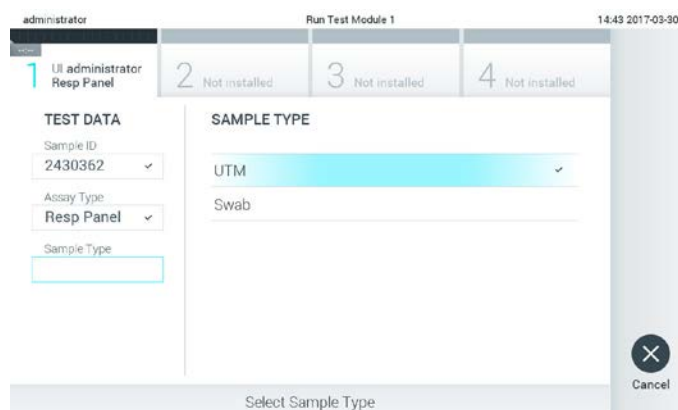 administrator Run Test Module 1 14:43 2017-03-30
1 UI administrator Resp Panel
2 Not installed
3 Not installed
4 Not installed
TEST DATA
Sample ID
2430362
Assay Type
Resp Panel
Sample Type
SAMPLE TYPE
UTM
Swab
Cancel
Select Sample Type